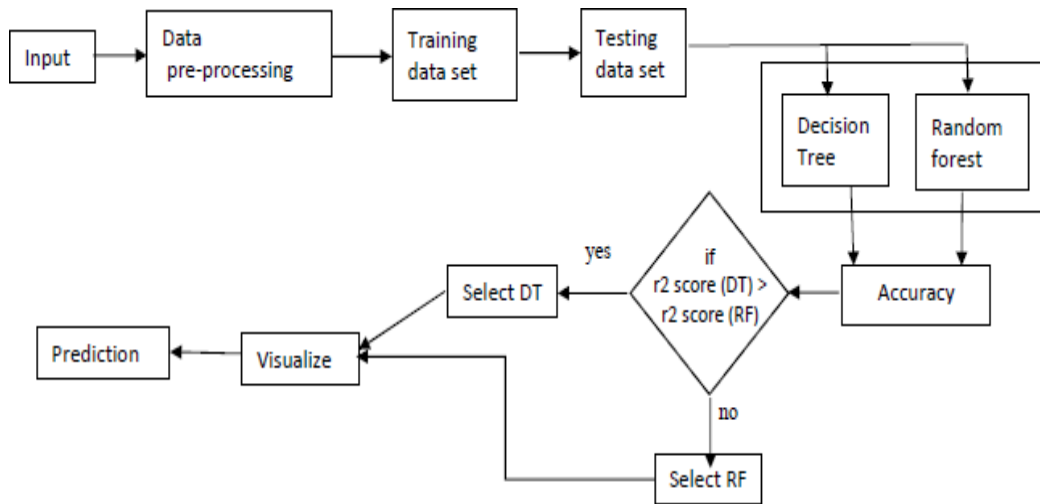 Input
Data
pre-processing
Training
data set
Testing
data set
Decision
Tree
Random
forest
yes
if
r2 score (DT) >
r2 score (RF)
Accuracy
Select DT
Prediction
Visualize
no
Select RF